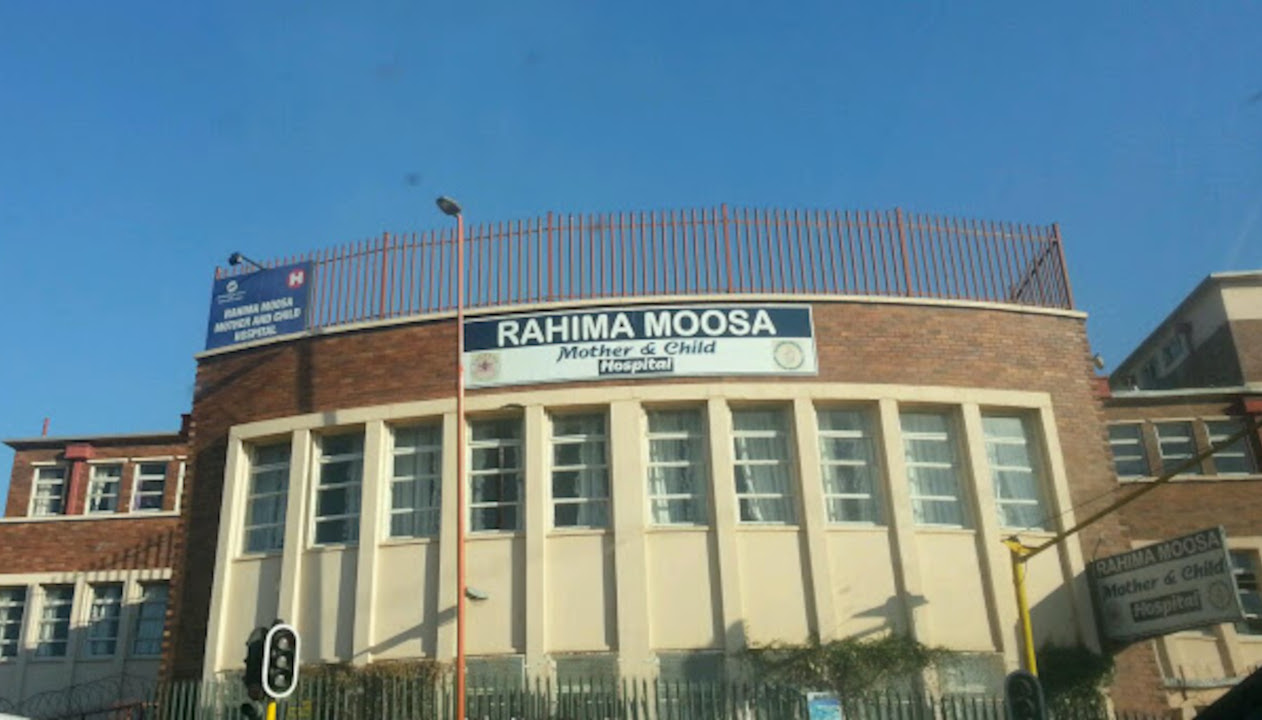 H
RAHIMA MOOSA
MOTHER AND CHILD
HOSPITAL
RAHIMA MOOSA
Mother & Child
Hospital
RAHIMA MOOSA
Mother & Child
Hospital